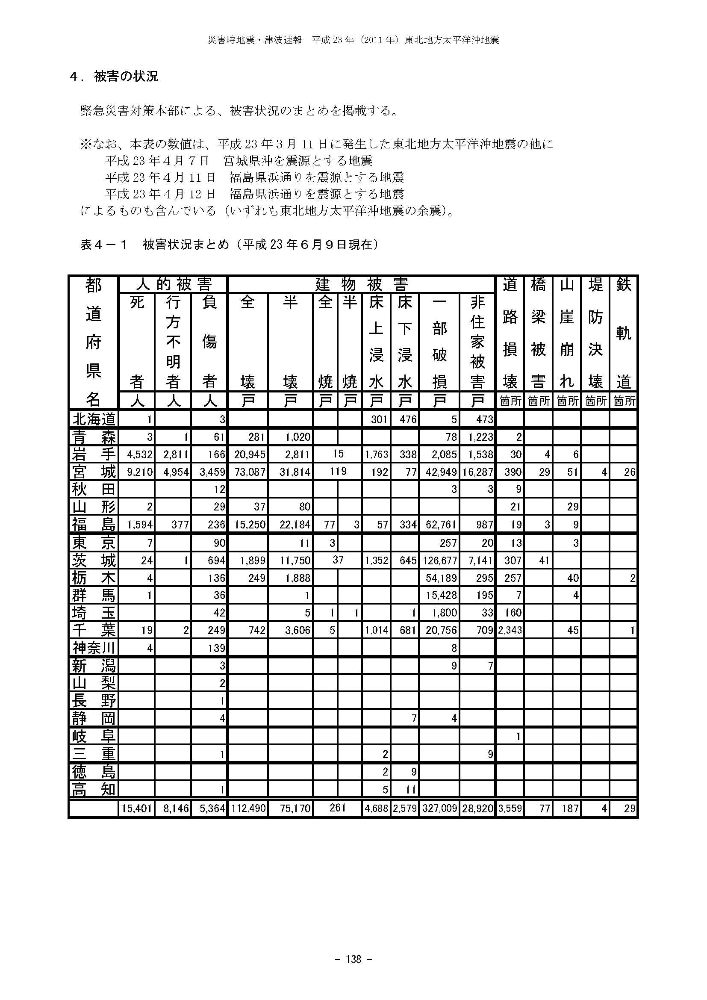 災害時地震・津波速報　平成 23 年（2011 年）東北地方太平洋沖地震
４．被害の状況
緊急災害対策本部による、被害状況のまとめを掲載する。
※なお、本表の数値は、平成 23 年３月 11 日に発生した東北地方太平洋沖地震の他に
平成 23 年４月７日　宮城県沖を震源とする地震
平成 23 年４月 11 日　福島県浜通りを震源とする地震
平成 23 年４月 12 日　福島県浜通りを震源とする地震
によるものも含んでいる（いずれも東北地方太平洋沖地震の余震）。
表４－１　被害状況まとめ（平成 23 年６月９日現在）
都道府県名 人的被害 建物被害 道路損壊 橋梁被害 山崖崩れ 堤防決壊 鉄軌道
死者 行方不明者 負傷者 全壊 半壊 全焼 半焼 床上浸水 床下浸水 一部破損 非住家被害
人 人 人 戸 戸 戸 戸 戸 戸 戸 戸 箇所 箇所 箇所 箇所 箇所
北海道 1 3 301 476 5 473
青森 3 1 61 281 1,020 78 1,223 2
岩手 4,532 2,811 166 20,945 2,811 15 1,763 338 2,085 1,538 30 4 6
宮城 9,210 4,954 3,459 73,087 31,814 119 192 77 42,949 16,287 390 29 51 4 26
秋田 12 3 3 9
山形 2 29 37 80 21 29
福島 1,594 377 236 15,250 22,184 77 3 57 334 62,761 987 19 3 9
東京 7 90 11 3 257 20 13 3
茨城 24 1 694 1,899 11,750 37 1,352 645 126,677 7,141 307 41
栃木 4 136 249 1,888 54,189 295 257 40 2
群馬 1 36 1 15,428 195 7 4
埼玉 42 5 1 1 1 1,800 33 160
千葉 19 2 249 742 3,606 5 1,014 681 20,756 709 2,343 45 1
神奈川 4 139 8
新潟 3 9 7
山梨 2
長野 1
静岡 4 7 4
岐阜 1
三重 1 2 9
徳島 2 9
高知 1 5 11
15,401 8,146 5,364 112,490 75,170 261 4,688 2,579 327,009 28,920 3,559 77 187 4 29
- 138 -